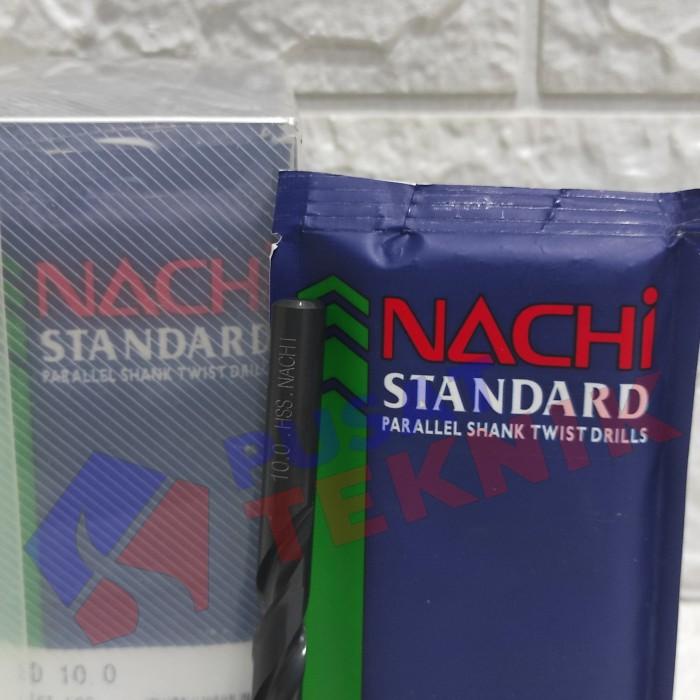 NACHI
STANDARD
PARALLEL SHANK TWIST DRILLS
10.0 . HSS . NACHI
NACHi
STANDARD
PARALLEL SHANK TWIST DRILLS
PUSAT
TEKNIK
10.0